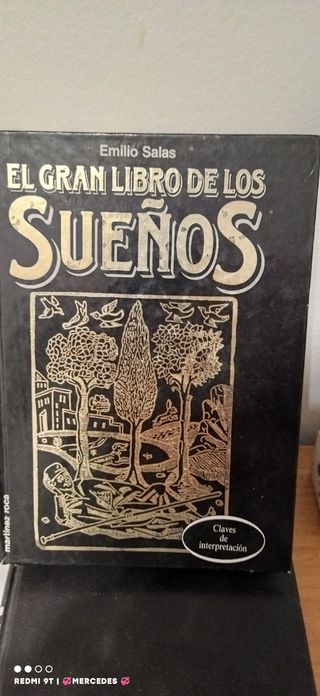 Emilio Salas
EL GRAN LIBRO DE LOS
SUEÑOS
Claves
de
interpretación
martínez roca
REDMI 9T | 💞MERCEDES 💞